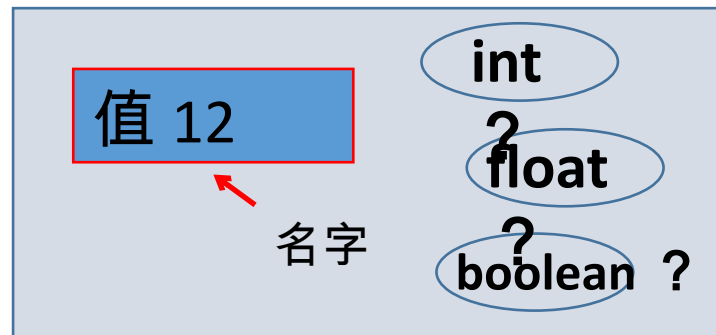 值 12
名字
int
?
float
?
boolean ?